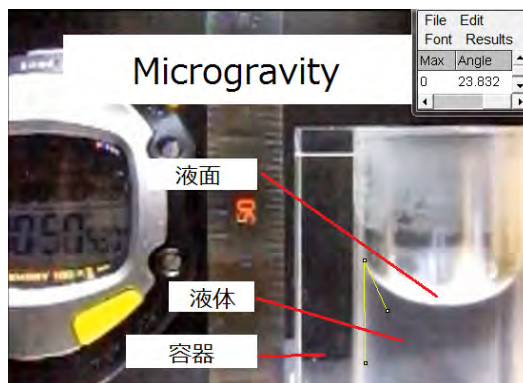 File Edit
Font Results
Max Angle
0 23.832
Microgravity
液面
液体
容器